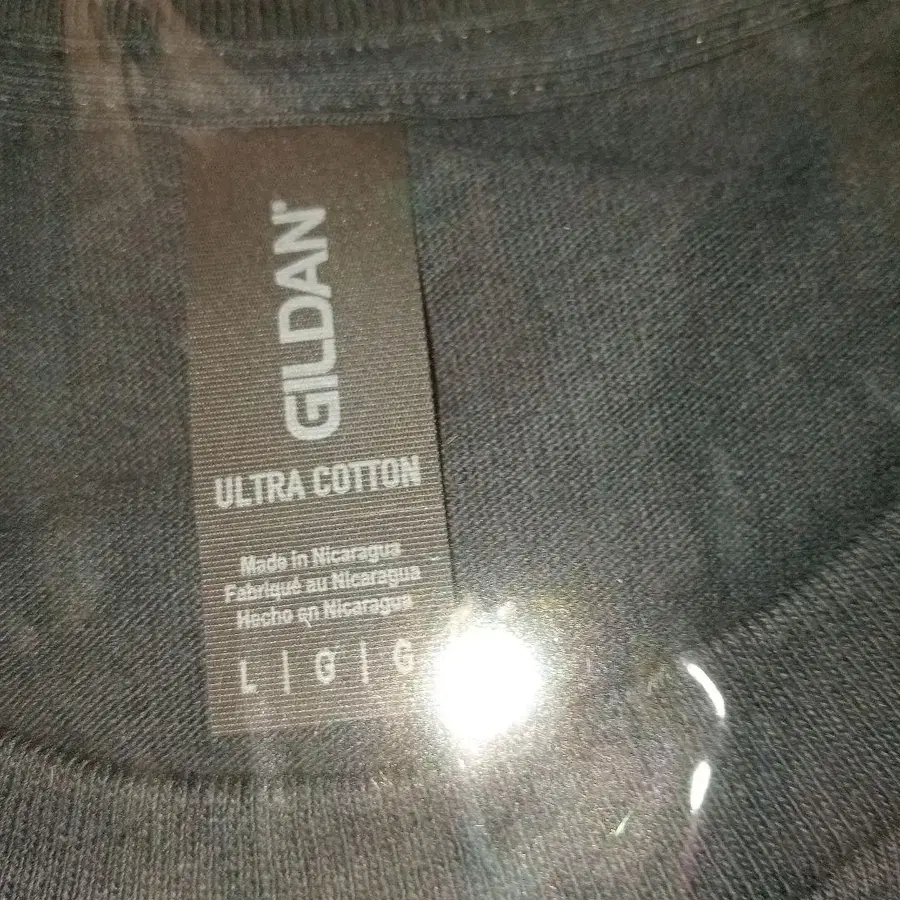 GILDAN®
ULTRA COTTON
Made in Nicaragua
Fabriqué au Nicaragua
Hecho en Nicaragua
L | G | G